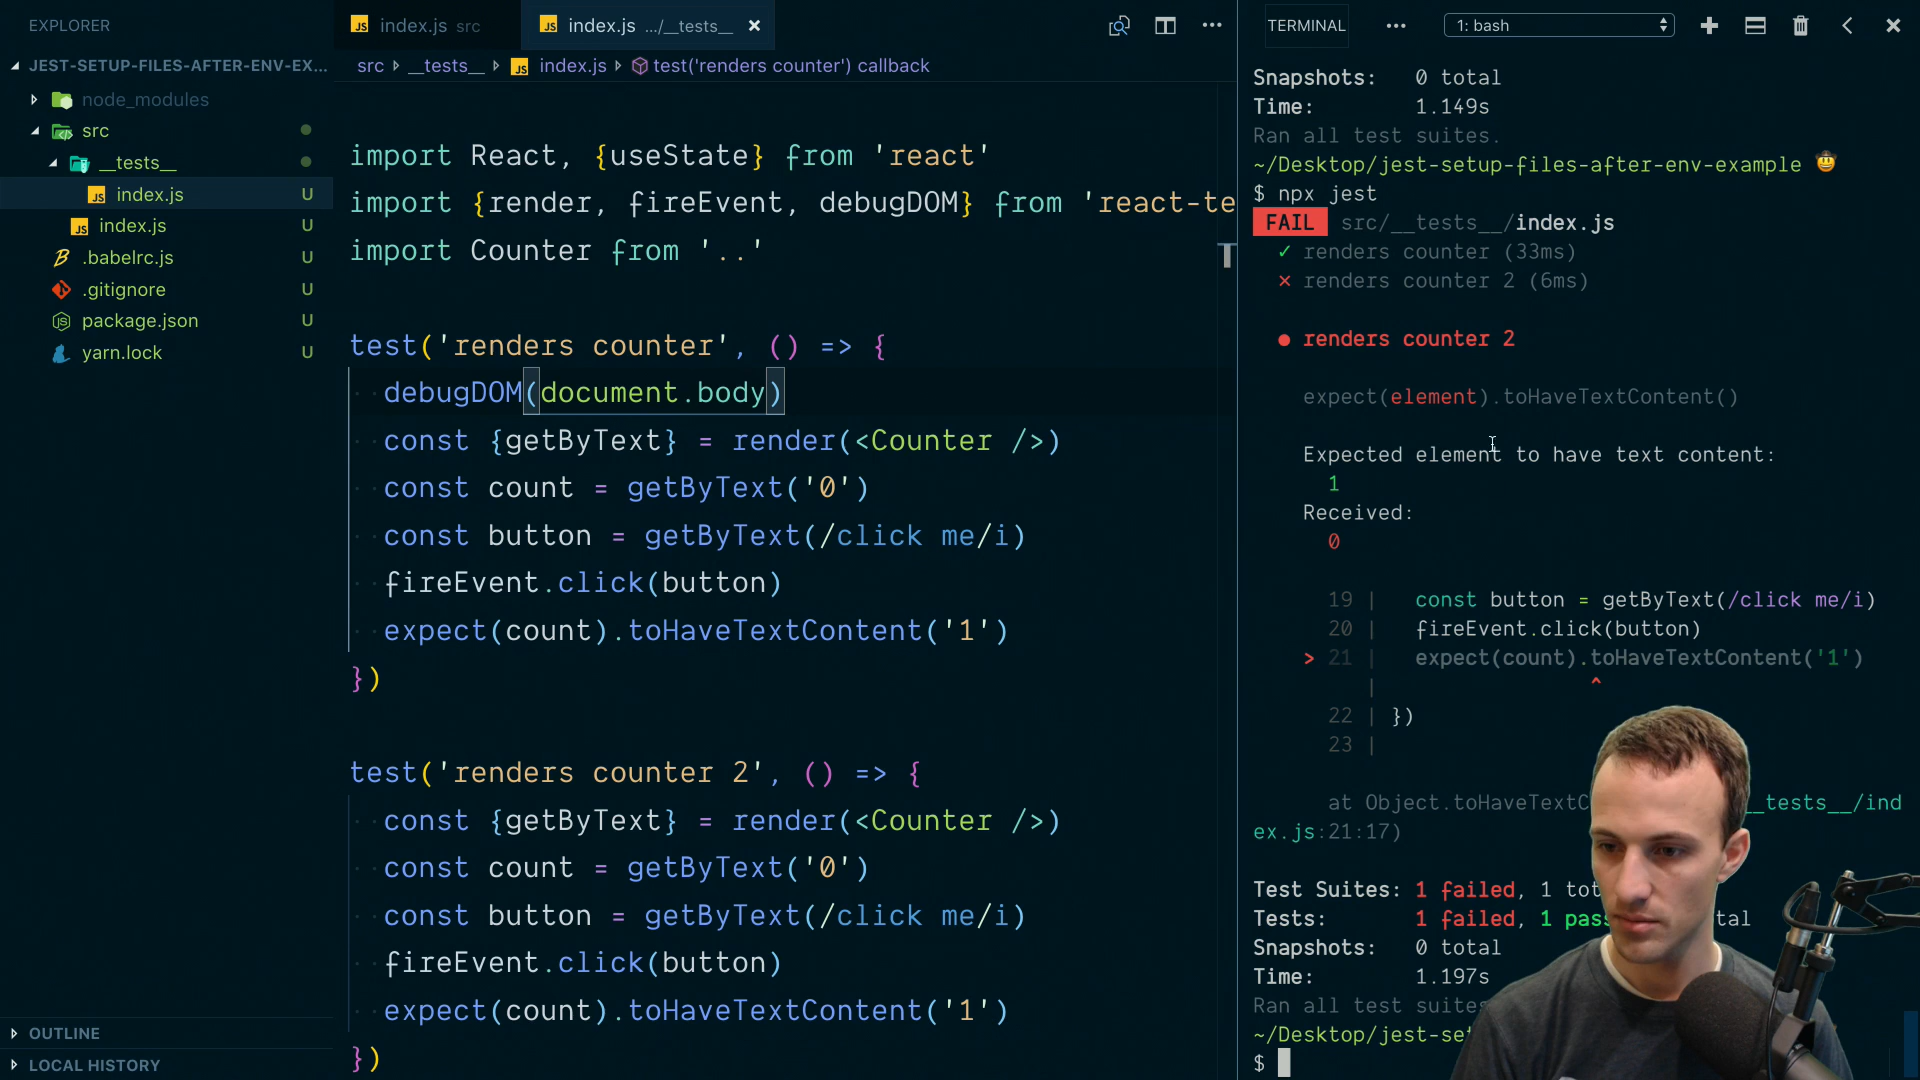 EXPLORER
JEST-SETUP-FILES-AFTER-ENV-EX...
node_modules
src
__tests__
index.js U
index.js U
.babelrc.js U
.gitignore U
package.json U
yarn.lock U
OUTLINE
LOCAL HISTORY
index.js src
index.js .../__tests__
src __tests__ index.js test('renders counter') callback
import React, {useState} from 'react'
import {render, fireEvent, debugDOM} from 'react-te
import Counter from '..'
test('renders counter', () => {
debugDOM(document.body)
const {getByText} = render(<Counter />)
const count = getByText('0')
const button = getByText(/click me/i)
fireEvent.click(button)
expect(count).toHaveTextContent('1')
})
test('renders counter 2', () => {
const {getByText} = render(<Counter />)
const count = getByText('0')
const button = getByText(/click me/i)
fireEvent.click(button)
expect(count).toHaveTextContent('1')
})
TERMINAL
1: bash
Snapshots: 0 total
Time: 1.149s
Ran all test suites.
~/Desktop/jest-setup-files-after-env-example 🤠
$ npx jest
FAIL src/__tests__/index.js
✓ renders counter (33ms)
✕ renders counter 2 (6ms)
● renders counter 2
expect(element).toHaveTextContent()
Expected element to have text content:
1
Received:
0
19 | const button = getByText(/click me/i)
20 | fireEvent.click(button)
> 21 | expect(count).toHaveTextContent('1')
| ^
22 | })
23 |
at Object.toHaveTextC __tests__/ind
ex.js:21:17)
Test Suites: 1 failed, 1 tot
Tests: 1 failed, 1 pass tal
Snapshots: 0 total
Time: 1.197s
Ran all test suites
~/Desktop/jest-set
$